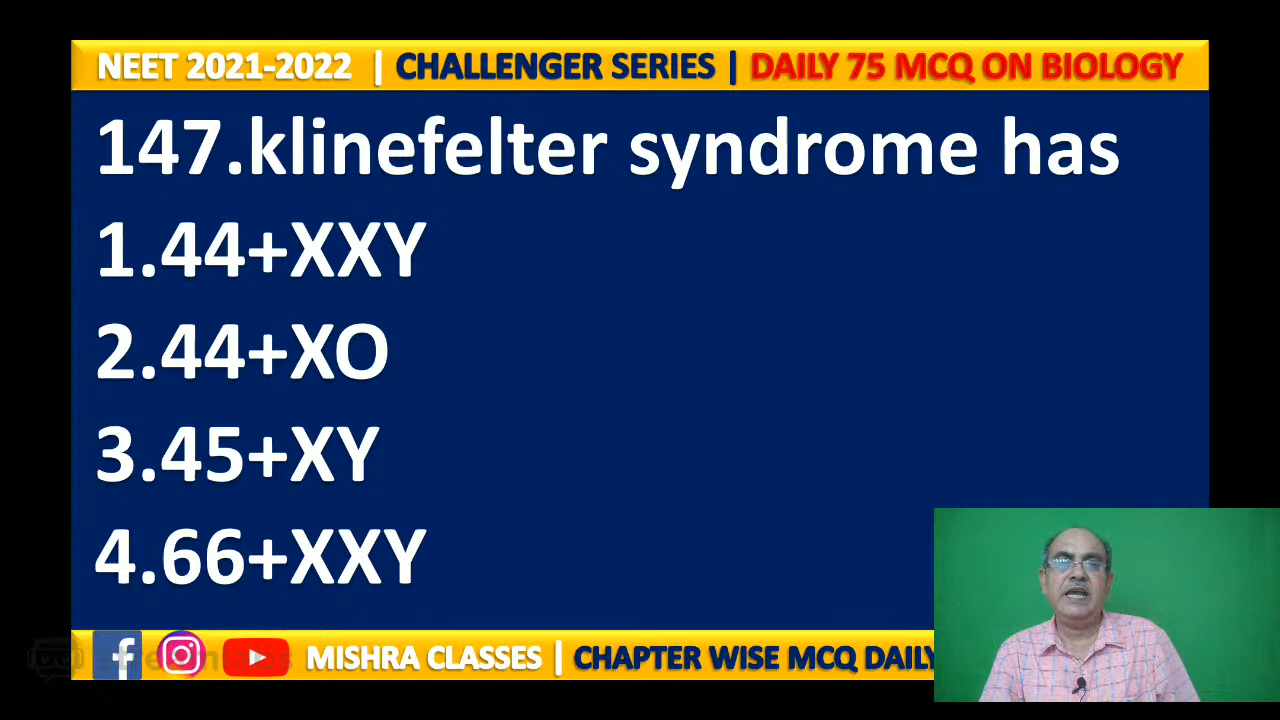 NEET 2021-2022 | CHALLENGER SERIES | DAILY 75 MCQ ON BIOLOGY
147.klinefelter syndrome has
1.44+XXY
2.44+XO
3.45+XY
4.66+XXY
MISHRA CLASSES | CHAPTER WISE MCQ DAILY